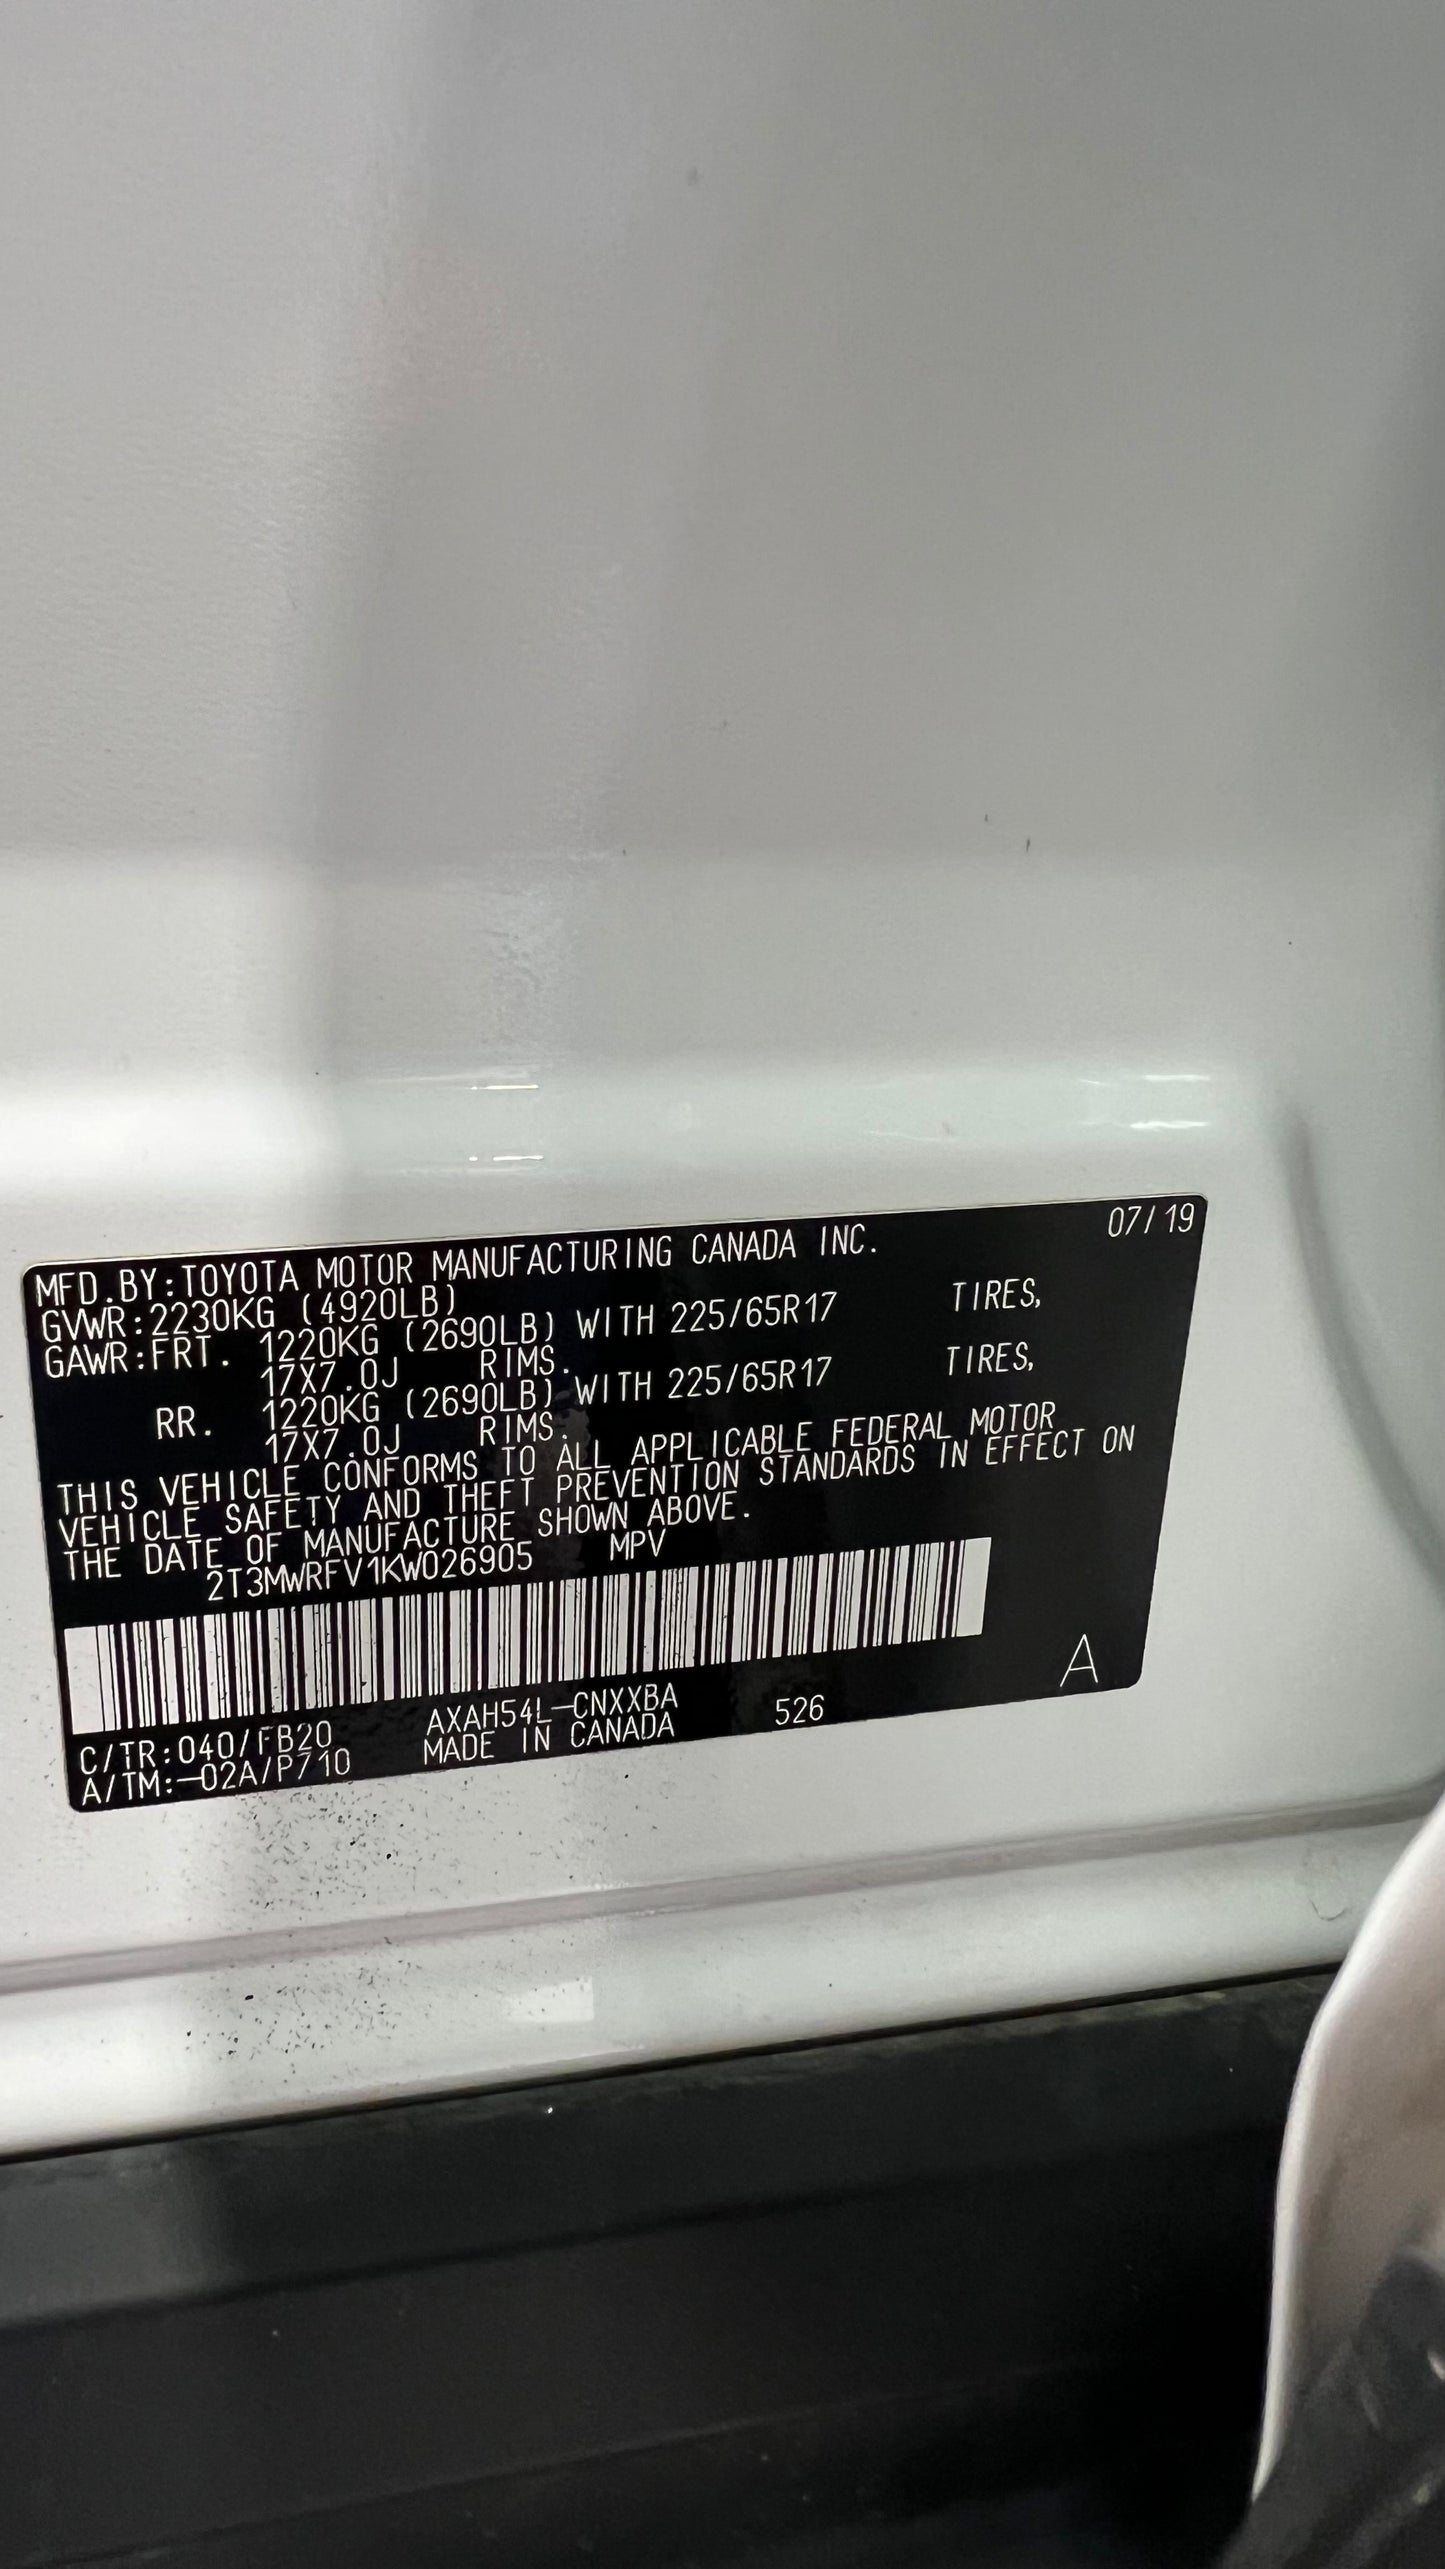 07/19
MFD.BY:TOYOTA MOTOR MANUFACTURING CANADA INC.
GVWR:2230KG (4920LB)
GAWR:FRT. 1220KG (2690LB) WITH 225/65R17 TIRES,
17X7.0J RIMS.
RR. 1220KG (2690LB) WITH 225/65R17 TIRES,
17X7.0J RIMS.
THIS VEHICLE CONFORMS TO ALL APPLICABLE FEDERAL MOTOR
VEHICLE SAFETY AND THEFT PREVENTION STANDARDS IN EFFECT ON
THE DATE OF MANUFACTURE SHOWN ABOVE.
2T3MWRFV1KW026905 MPV
A
C/TR:040/FB20 AXAH54L-CNXXBA 526
A/TM:-02A/P710 MADE IN CANADA